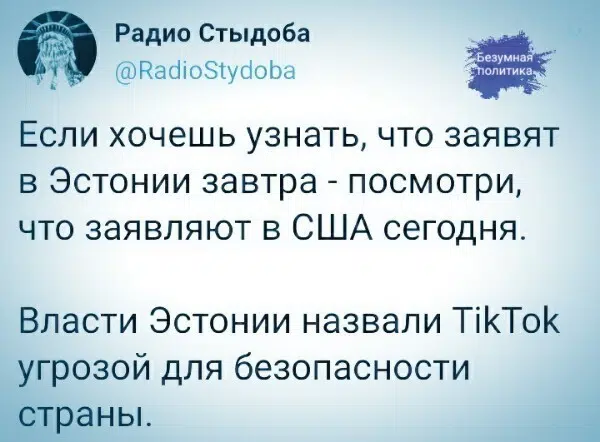 Радио Стыдоба
@RadioStydoba
Безумная
политика
Если хочешь узнать, что заявят
в Эстонии завтра - посмотри,
что заявляют в США сегодня.
Власти Эстонии назвали TikTok
угрозой для безопасности
страны.